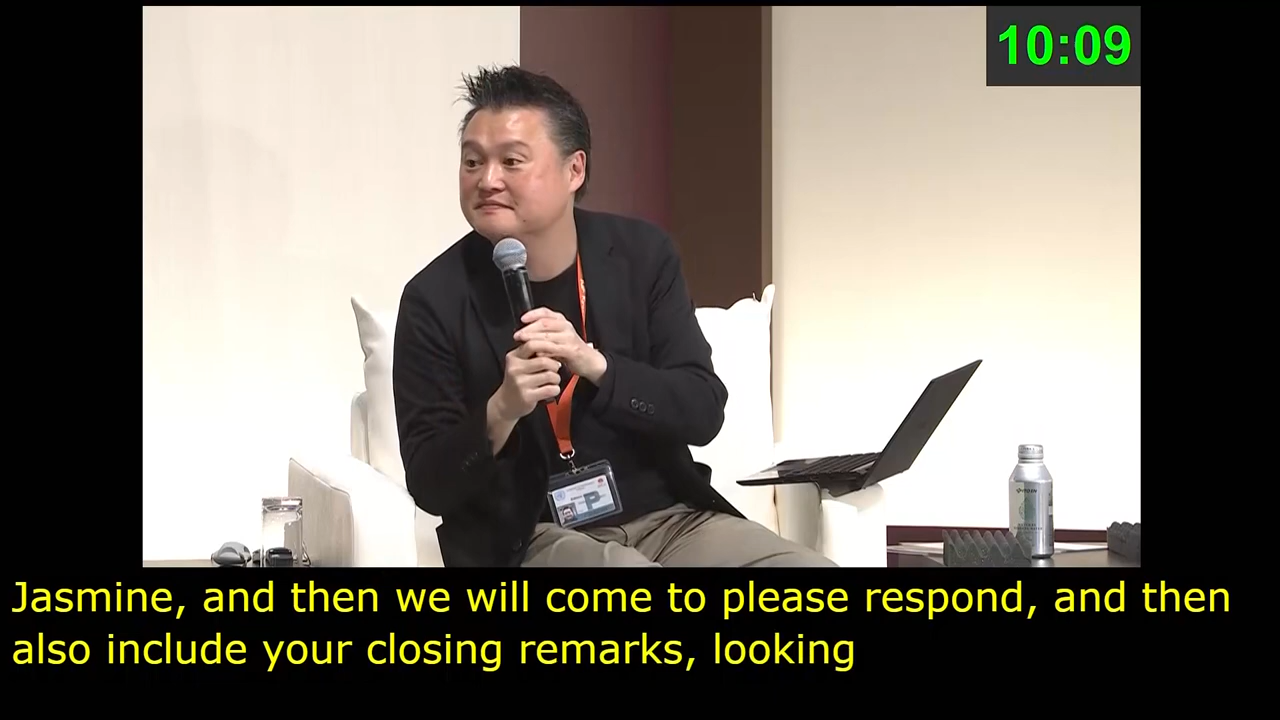 10:09
P
Jasmine, and then we will come to please respond, and then
also include your closing remarks, looking